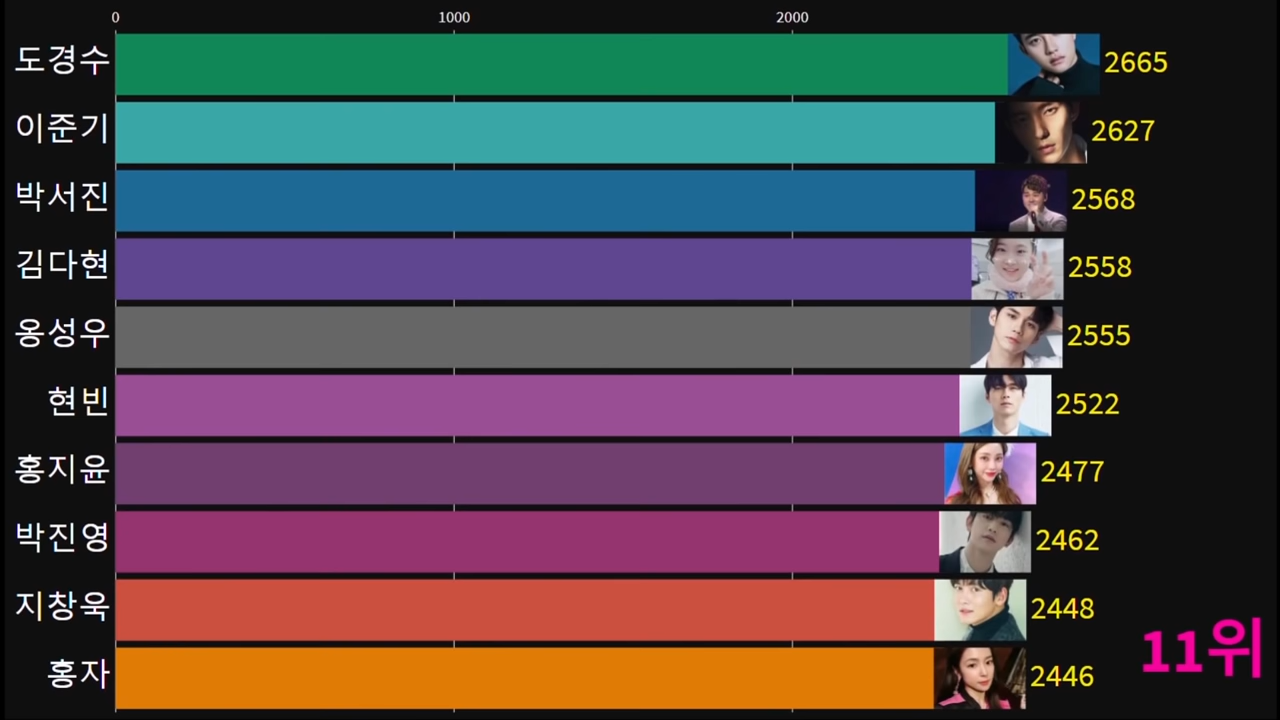 0 1000 2000
도경수 2665
이준기 2627
박서진 2568
김다현 2558
옹성우 2555
현빈 2522
홍지윤 2477
박진영 2462
지창욱 2448
홍자 2446
11위